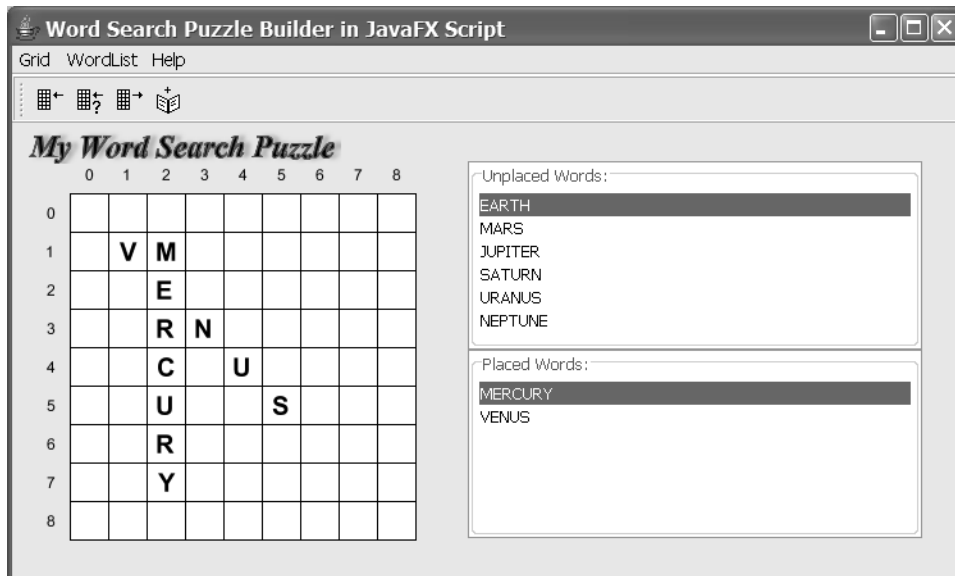 Word Search Puzzle Builder in JavaFX Script
Grid WordList Help
My Word Search Puzzle
0 1 2 3 4 5 6 7 8
0
1 V M
2 E
3 R N
4 C U
5 U S
6 R
7 Y
8
Unplaced Words:
EARTH
MARS
JUPITER
SATURN
URANUS
NEPTUNE
Placed Words:
MERCURY
VENUS